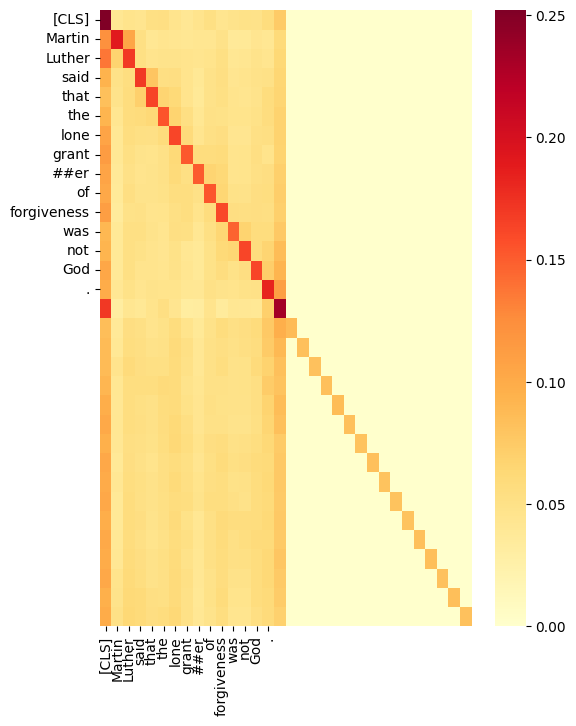 [CLS]
Martin
Luther
said
that
the
lone
grant
##er
of
forgiveness
was
not
God
.
0.25
0.20
0.15
0.10
0.05
0.00
[CLS]
Martin
Luther
said
that
the
lone
grant
##er
of
forgiveness
was
not
God
.